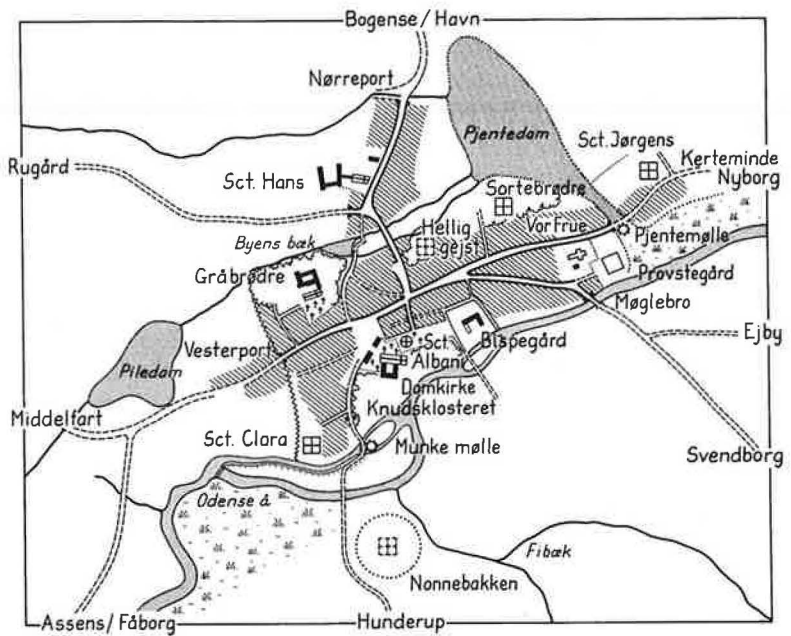 Bogense/Havn
Nørreport
Pjentedam
Sct. Jørgens
Kerteminde
Nyborg
Rugård
Sct. Hans
Sortebrødre
Hellig
gejst
Vor Frue
Pjentemølle
Byens bæk
Gråbrødre
Provstegård
Møglebro
Vesterport
Sct.
Albani
Bispegård
Ejby
Piledam
Domkirke
Knudsklosteret
Middelfart
Sct. Clara
Munke mølle
Svendborg
Odense å
Fibæk
Nonnebakken
Assens/Fåborg
Hunderup